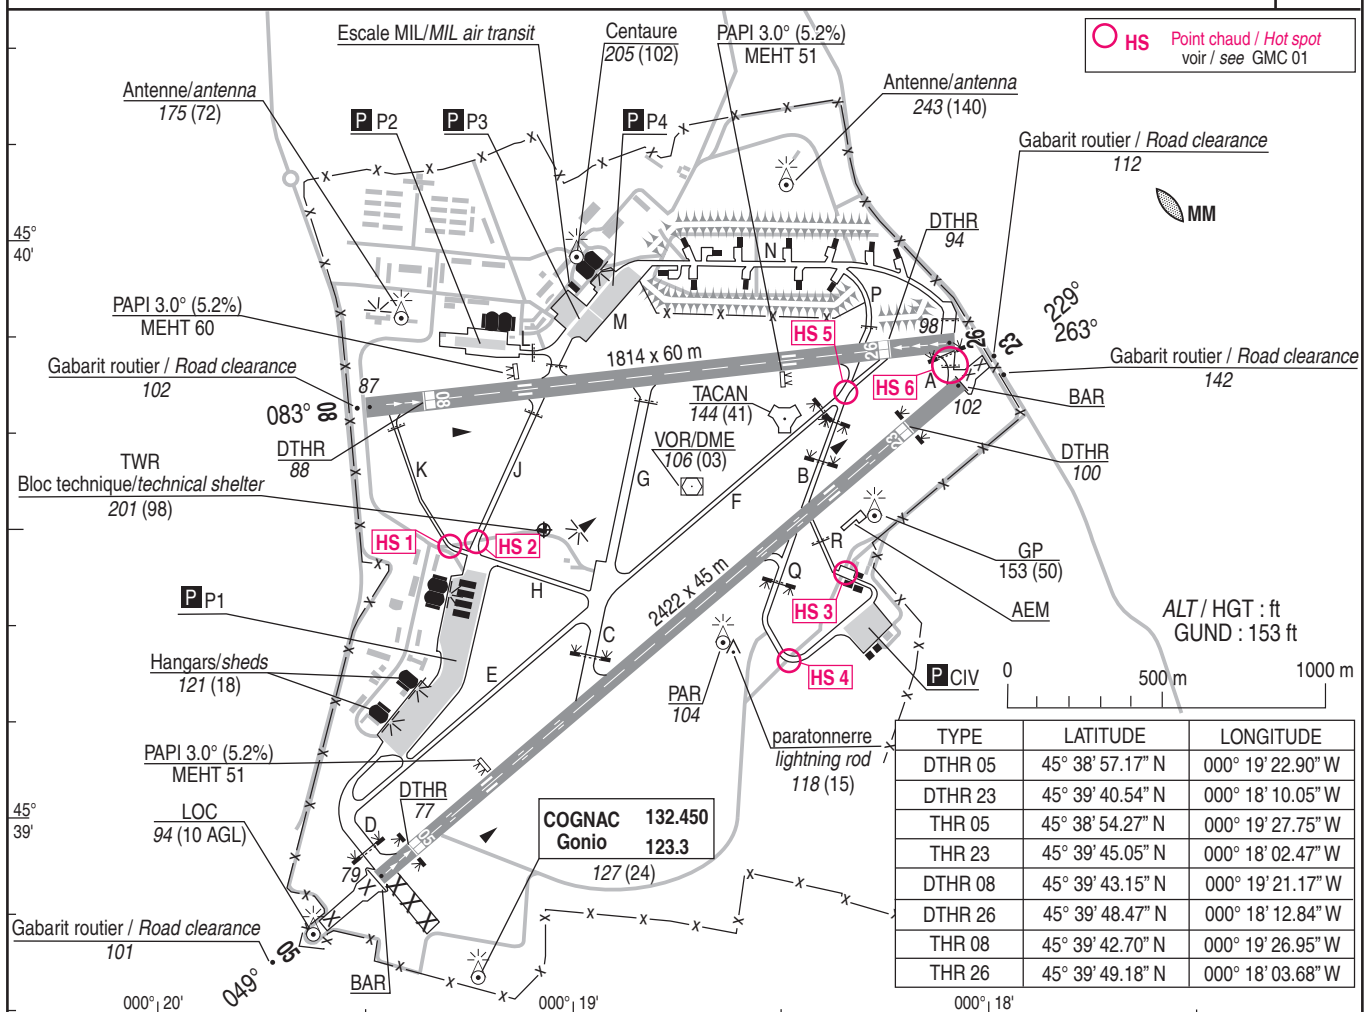 HS Point chaud / Hot spot
voir / see GMC 01
Escale MIL/MIL air transit
Centaure
205 (102)
PAPI 3.0° (5.2%)
MEHT 51
Antenne/antenna
175 (72)
Antenne/antenna
243 (140)
P P2
P P3
P P4
Gabarit routier / Road clearance
112
MM
45°
40'
DTHR
94
N
P
M
PAPI 3.0° (5.2%)
MEHT 60
HS 5
98
26
23
229°
263°
1814 x 60 m
26
Gabarit routier / Road clearance
102
87
Gabarit routier / Road clearance
142
HS 6
A
102
BAR
083°
08
08
TACAN
144 (41)
DTHR
88
VOR/DME
106 (03)
23
DTHR
100
TWR
Bloc technique/technical shelter
201 (98)
K
J
G
F
B
HS 1
HS 2
R
GP
153 (50)
H
Q
HS 3
AEM
P P1
2422 x 45 m
ALT / HGT : ft
GUND : 153 ft
C
Hangars/sheds
121 (18)
E
HS 4
P CIV
0
500 m
1000 m
PAR
104
paratonnerre
lightning rod
118 (15)
PAPI 3.0° (5.2%)
MEHT 51
DTHR
77
LOC
94 (10 AGL)
45°
39'
D
05
COGNAC 132.450
Gonio 123.3
127 (24)
79
Gabarit routier / Road clearance
101
05
049°
BAR
TYPE LATITUDE LONGITUDE
DTHR 05 45° 38' 57.17" N 000° 19' 22.90" W
DTHR 23 45° 39' 40.54" N 000° 18' 10.05" W
THR 05 45° 38' 54.27" N 000° 19' 27.75" W
THR 23 45° 39' 45.05" N 000° 18' 02.47" W
DTHR 08 45° 39' 43.15" N 000° 19' 21.17" W
DTHR 26 45° 39' 48.47" N 000° 18' 12.84" W
THR 08 45° 39' 42.70" N 000° 19' 26.95" W
THR 26 45° 39' 49.18" N 000° 18' 03.68" W
000° 20'
000° 19'
000° 18'